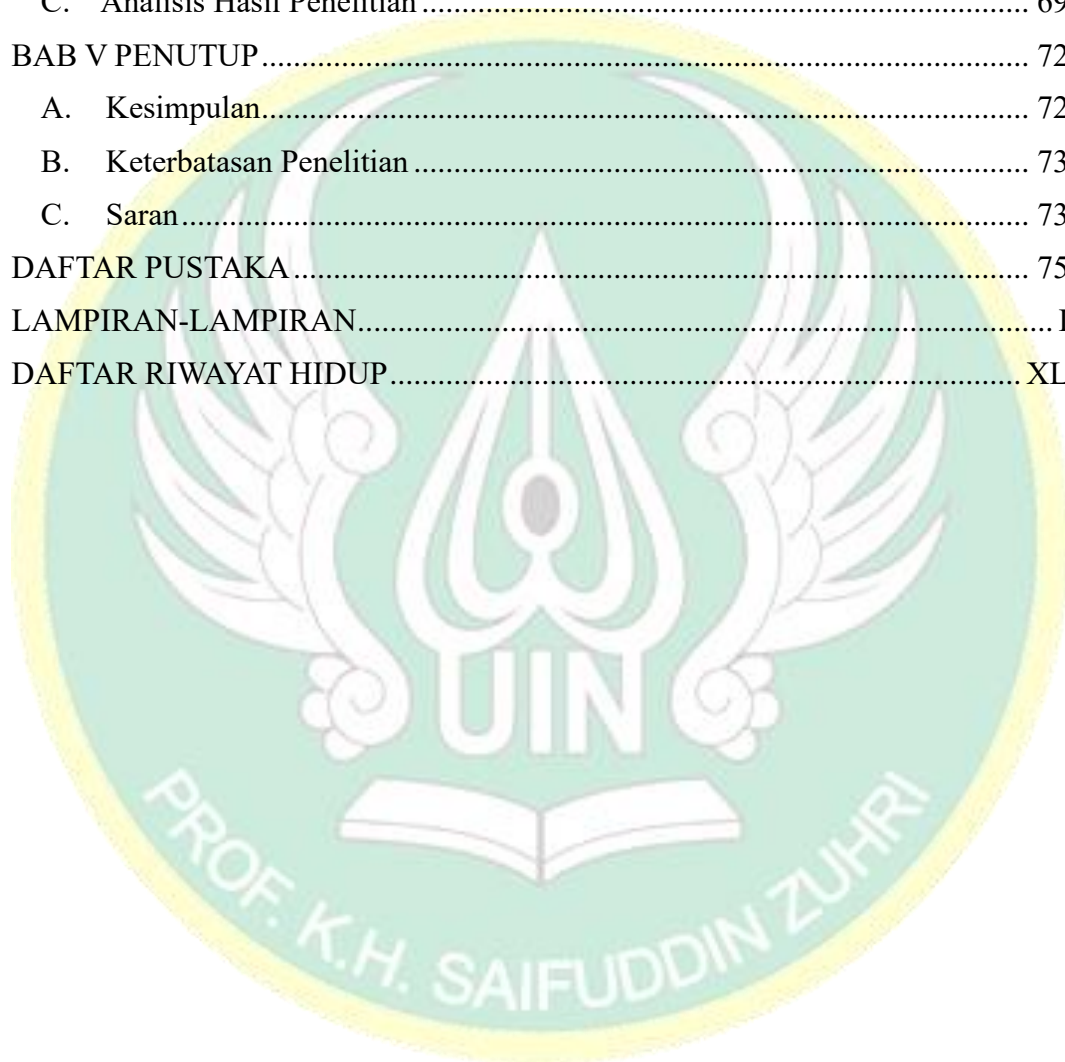 C. Analisis Hasil Penelitian ........................................................................... 69
BAB V PENUTUP ............................................................................................... 72
A. Kesimpulan ............................................................................................... 72
B. Keterbatasan Penelitian ............................................................................ 73
C. Saran ......................................................................................................... 73
DAFTAR PUSTAKA ........................................................................................... 75
LAMPIRAN-LAMPIRAN ..................................................................................... I
DAFTAR RIWAYAT HIDUP .............................................................................. XL
UIN
PROF. K.H. SAIFUDDIN ZUHRI